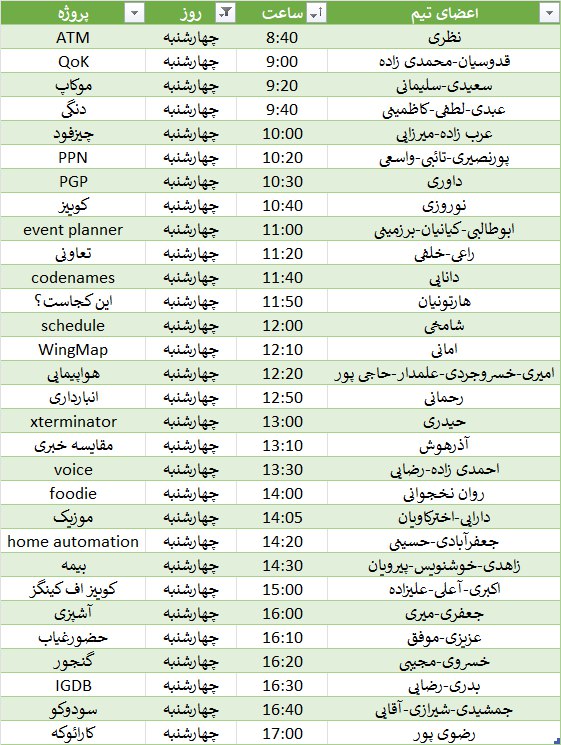 اعضای تیم ساعت روز پروژه
نظری 8:40 چهارشنبه ATM
قدوسیان-محمدی زاده 9:00 چهارشنبه QoK
سعیدی-سلیمانی 9:20 چهارشنبه موکاپ
عبدی-لطفی-کاظمینی 9:40 چهارشنبه دنگی
عرب زاده-میرزایی 10:00 چهارشنبه چیزفود
پورنصیری-تائبی-واسعی 10:20 چهارشنبه PPN
داوری 10:30 چهارشنبه PGP
نوروزی 10:40 چهارشنبه کوییز
ابوطالبی-کیانیان-برزمینی 11:00 چهارشنبه event planner
راعی-خلفی 11:20 چهارشنبه تعاونی
دانایی 11:40 چهارشنبه codenames
هارتونیان 11:50 چهارشنبه این کجاست؟
شامخی 12:00 چهارشنبه schedule
امانی 12:10 چهارشنبه WingMap
امیری-خسروجردی-علمدار-حاجی پور 12:20 چهارشنبه هواپیمایی
رحمانی 12:50 چهارشنبه انبارداری
حیدری 13:00 چهارشنبه xterminator
آذرهوش 13:10 چهارشنبه مقایسه خبری
احمدی زاده-رضایی 13:30 چهارشنبه voice
روان نخجوانی 14:00 چهارشنبه foodie
دارایی-اخترکاویان 14:05 چهارشنبه موزیک
جعفرآبادی-حسینی 14:20 چهارشنبه home automation
زاهدی-خوشنویس-پیرویان 14:30 چهارشنبه بیمه
اکبری-آعلی-علیزاده 15:00 چهارشنبه کوییز اف کینگز
جعفری-میری 16:00 چهارشنبه آشپزی
عزیزی-موفق 16:10 چهارشنبه حضورغیاب
خسروی-مجیبی 16:20 چهارشنبه گنجور
بدری-رضایی 16:30 چهارشنبه IGDB
جمشیدی-شیرازی-آقایی 16:40 چهارشنبه سودوکو
رضوی پور 17:00 چهارشنبه کارائوکه